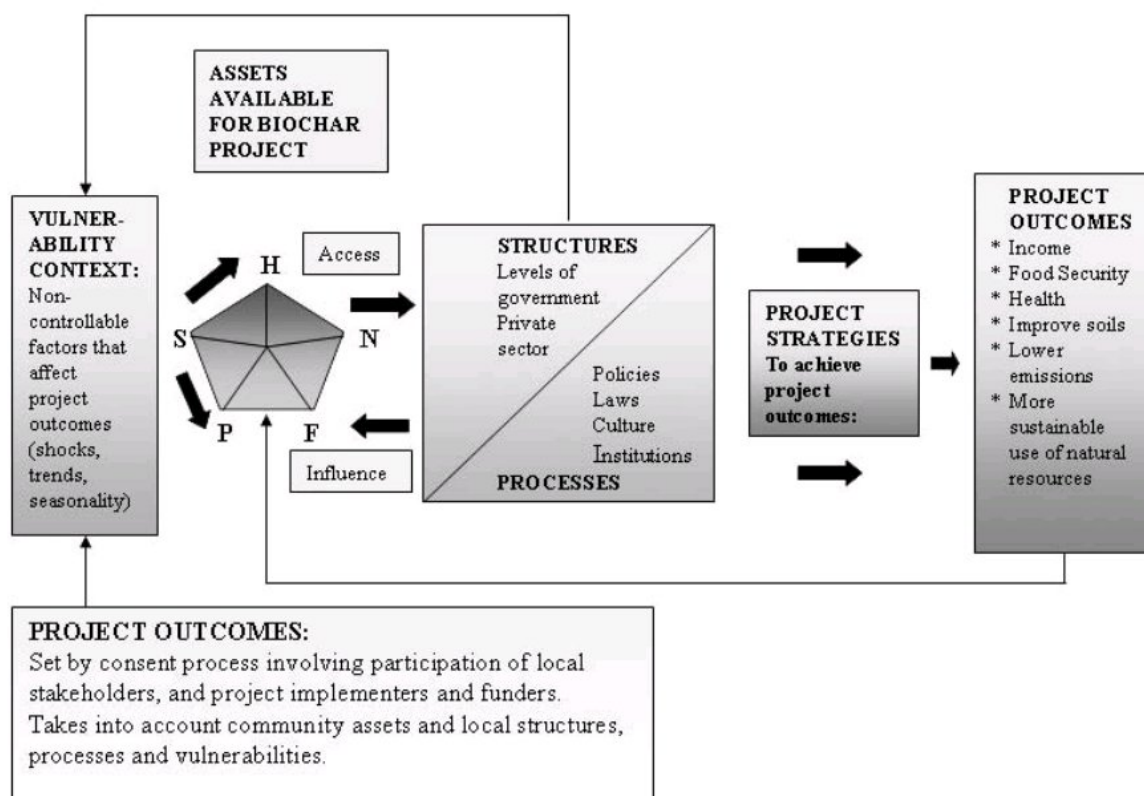 ASSETS
AVAILABLE
FOR BIOCHAR
PROJECT
VULNER-
ABILITY
CONTEXT:
Non-
controllable
factors that
affect
project
outcomes
(shocks,
trends,
seasonality)
H
S
N
P
F
Access
Influence
STRUCTURES
Levels of
government
Private
sector
Policies
Laws
Culture
Institutions
PROCESSES
PROJECT
STRATEGIES
To achieve
project
outcomes:
PROJECT
OUTCOMES
* Income
* Food Security
* Health
* Improve soils
* Lower
emissions
* More
sustainable
use of natural
resources
PROJECT OUTCOMES:
Set by consent process involving participation of local
stakeholders, and project implementers and funders.
Takes into account community assets and local structures,
processes and vulnerabilities.